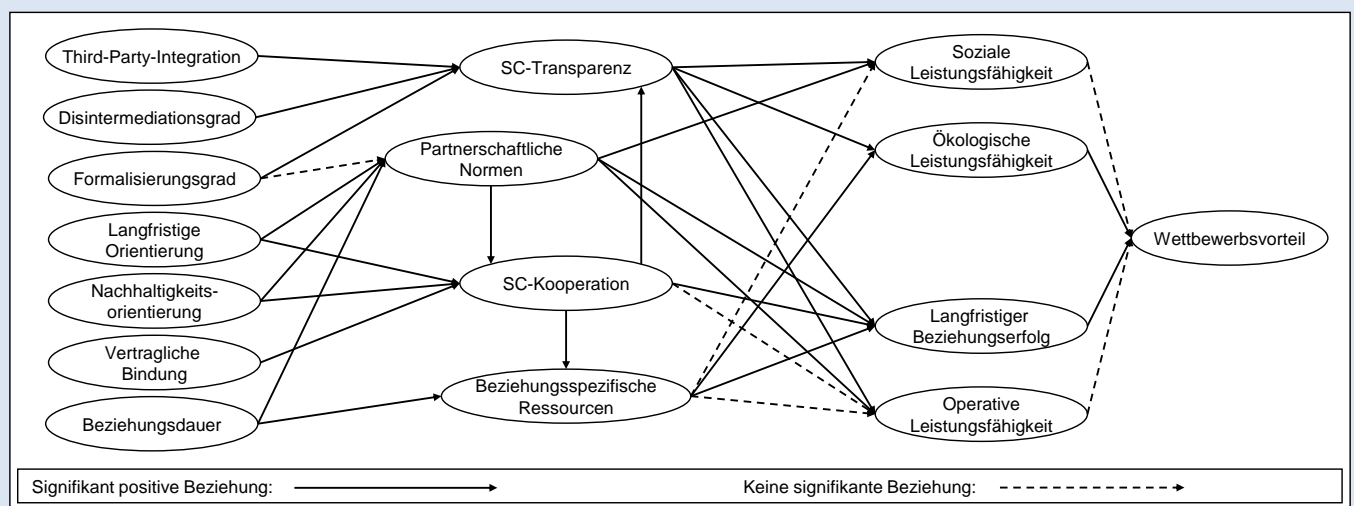 Third-Party-Integration
Disintermediationsgrad
Formalisierungsgrad
Langfristige
Orientierung
Nachhaltigkeits-
orientierung
Vertragliche
Bindung
Beziehungsdauer
SC-Transparenz
Partnerschaftliche
Normen
SC-Kooperation
Beziehungsspezifische
Ressourcen
Soziale
Leistungsfähigkeit
Ökologische
Leistungsfähigkeit
Langfristiger
Beziehungserfolg
Operative
Leistungsfähigkeit
Wettbewerbsvorteil
Signifikant positive Beziehung:
Keine signifikante Beziehung: